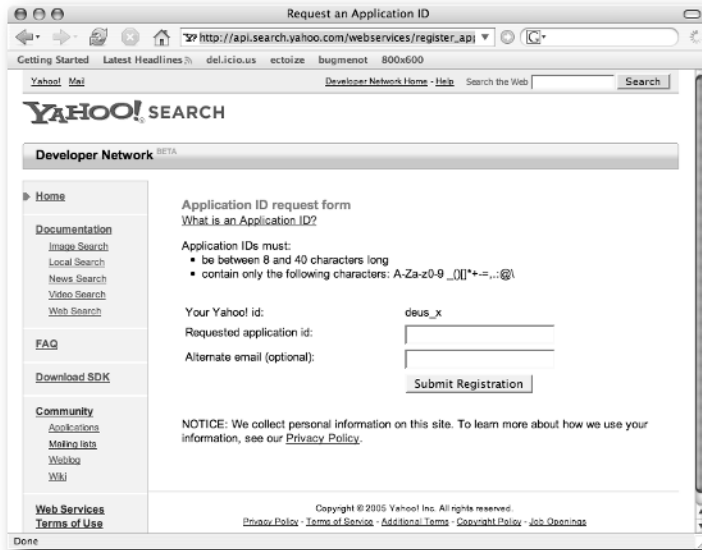 Request an Application ID
http://api.search.yahoo.com/webservices/register_ap
Getting Started Latest Headlines del.icio.us ectoize bugmenot 800x600
Yahoo! Mail Developer Network Home - Help Search the Web Search
YAHOO! SEARCH
Developer Network BETA
Home
Documentation
Image Search
Local Search
News Search
Video Search
Web Search
FAQ
Download SDK
Community
Applications
Mailing lists
Weblog
Wiki
Web Services
Terms of Use
Application ID request form
What is an Application ID?
Application IDs must:
• be between 8 and 40 characters long
• contain only the following characters: A-Za-z0-9 _()[]*+-=,.:@\
Your Yahoo! id: deus_x
Requested application id:
Alternate email (optional):
Submit Registration
NOTICE: We collect personal information on this site. To learn more about how we use your
information, see our Privacy Policy.
Copyright © 2005 Yahoo! Inc. All rights reserved.
Privacy Policy - Terms of Service - Additional Terms - Copyright Policy - Job Openings
Done